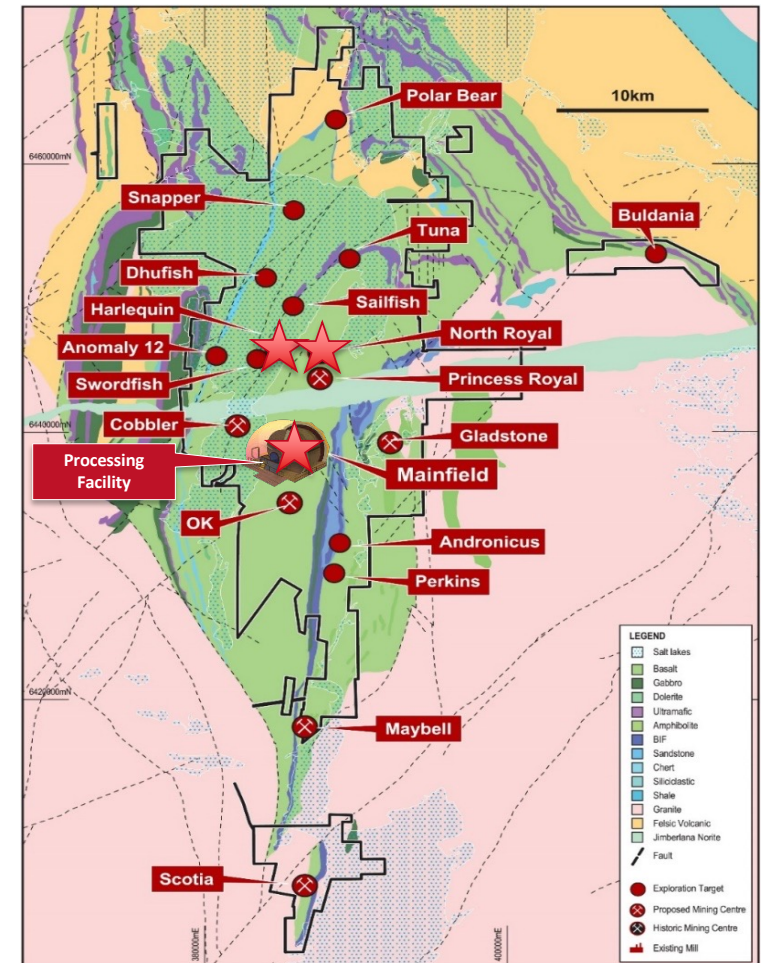 Polar Bear
10km
6460000mN
Snapper
Buldania
Tuna
Dhufish
Sailfish
Harlequin
North Royal
Anomaly 12
Swordfish
Princess Royal
Cobbler
6440000mN
Gladstone
Processing
Facility
Mainfield
OK
Andronicus
Perkins
6420000mN
Maybell
Scotia
380000mE
400000mE
LEGEND
Salt lakes
Basalt
Gabbro
Dolerite
Ultramafic
Amphibolite
BIF
Sandstone
Chert
Siliciclastic
Shale
Granite
Felsic Volcanic
Jimberlana Norite
Fault
Exploration Target
Proposed Mining Centre
Historic Mining Centre
Existing Mill